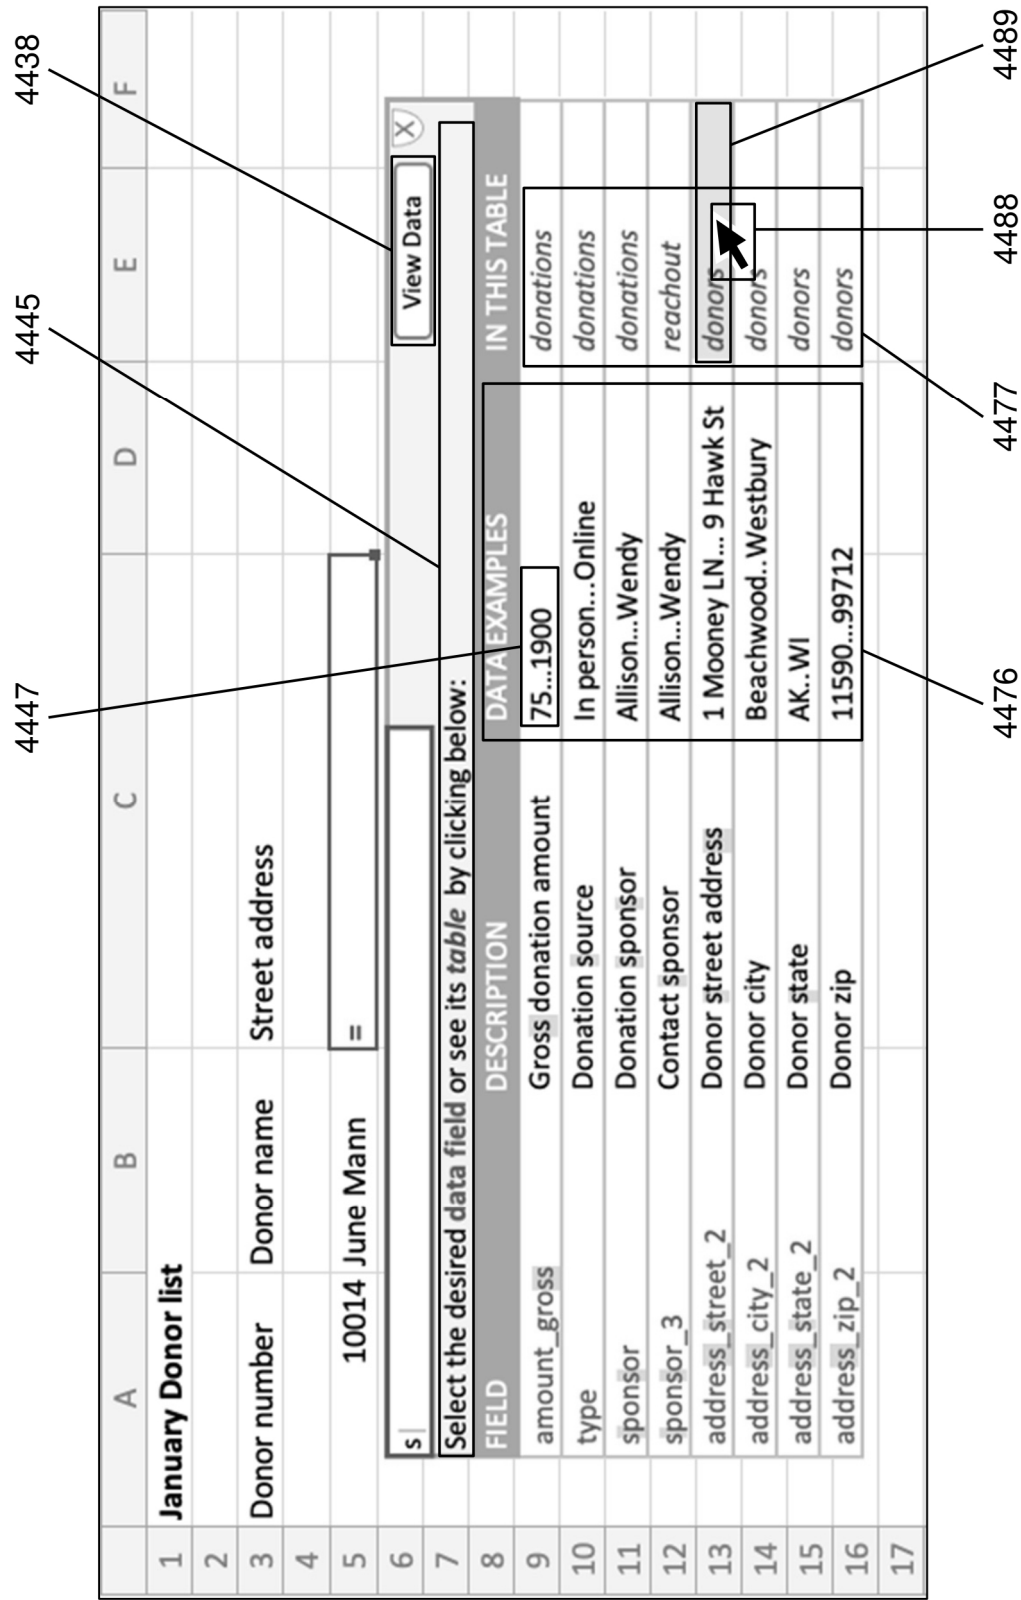 4447 4445 4438
A B C D E F
1 January Donor list
2
3 Donor number Donor name Street address
4
5 10014 June Mann =
6 s View Data X
7 Select the desired data field or see its table by clicking below:
8 FIELD DESCRIPTION DATA EXAMPLES IN THIS TABLE
9 amount_gross Gross donation amount 75...1900 donations
10 type Donation source In person...Online donations
11 sponsor Donation sponsor Allison...Wendy donations
12 sponsor_3 Contact sponsor Allison...Wendy reachout
13 address_street_2 Donor street address 1 Mooney LN... 9 Hawk St donors
14 address_city_2 Donor city Beachwood..Westbury donors
15 address_state_2 Donor state AK..WI donors
16 address_zip_2 Donor zip 11590...99712 donors
17
4476 4477 4488 4489